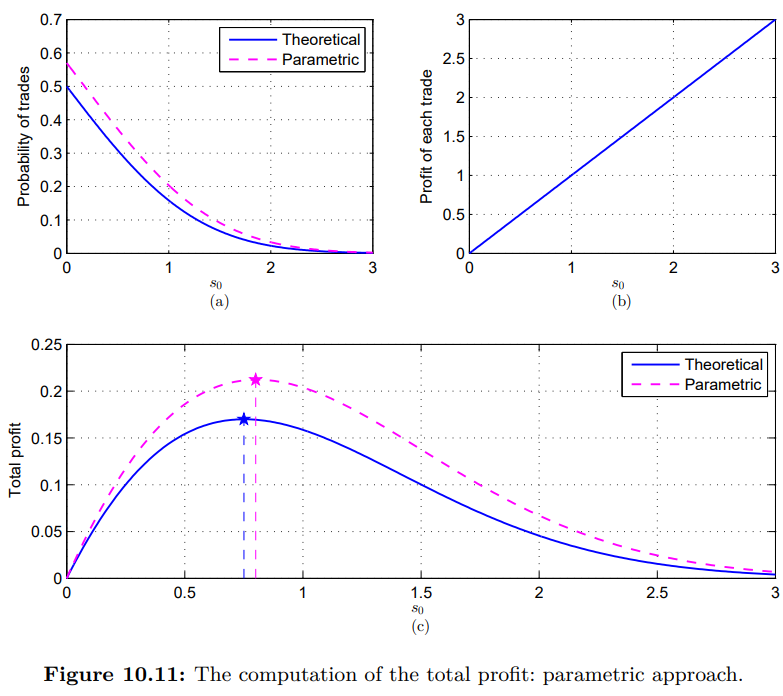 0.7
0.6
0.5
0.4
0.3
0.2
0.1
0
Probability of trades
Theoretical
Parametric
0 1 2 3
s0
(a)
3
2.5
2
1.5
1
0.5
0
Profit of each trade
0 1 2 3
s0
(b)
0.25
0.2
0.15
0.1
0.05
0
Total profit
Theoretical
Parametric
0 0.5 1 1.5 2 2.5 3
s0
(c)
Figure 10.11: The computation of the total profit: parametric approach.